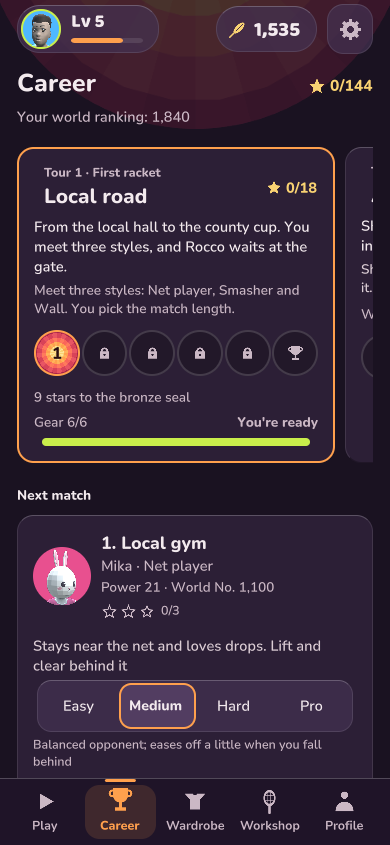 Lv 5
1,535
Career
0/144
Your world ranking: 1,840
Tour 1 · First racket
Local road
0/18
From the local hall to the county cup. You
meet three styles, and Rocco waits at the
gate.
Meet three styles: Net player, Smasher and
Wall. You pick the match length.
1
9 stars to the bronze seal
Gear 6/6
You're ready
Next match
1. Local gym
Mika · Net player
Power 21 · World No. 1,100
0/3
Stays near the net and loves drops. Lift and
clear behind it
Easy
Medium
Hard
Pro
Balanced opponent; eases off a little when you fall
behind
Play
Career
Wardrobe
Workshop
Profile